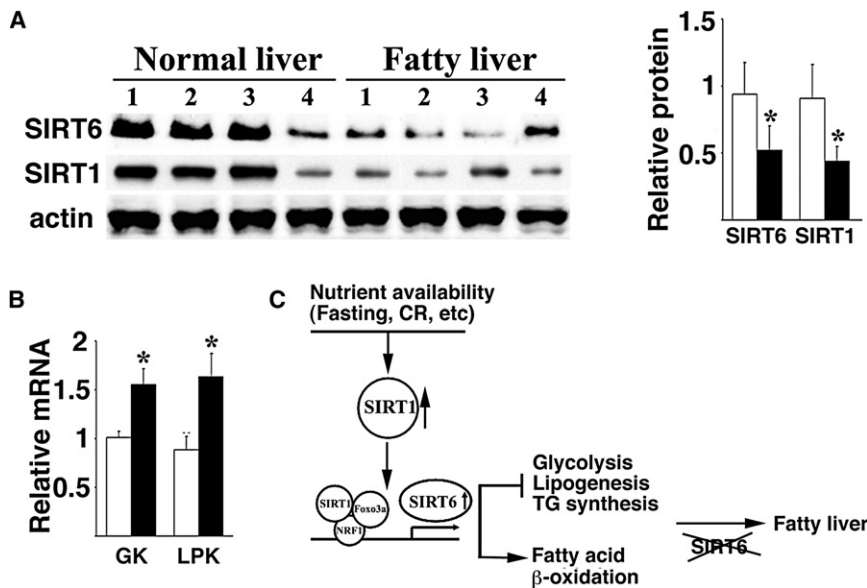 A
Normal liver Fatty liver
1 2 3 4 1 2 3 4
SIRT6
SIRT1
actin
Relative protein
1.5
1
0.5
* *
SIRT6 SIRT1
B
Relative mRNA
2
1.5
1
0.5
* *
GK LPK
C
Nutrient availability
(Fasting, CR, etc)
SIRT1
SIRT1
Foxo3a
NRF1
SIRT6
Glycolysis
Lipogenesis
TG synthesis
Fatty acid
β-oxidation
Fatty liver
SIRT6